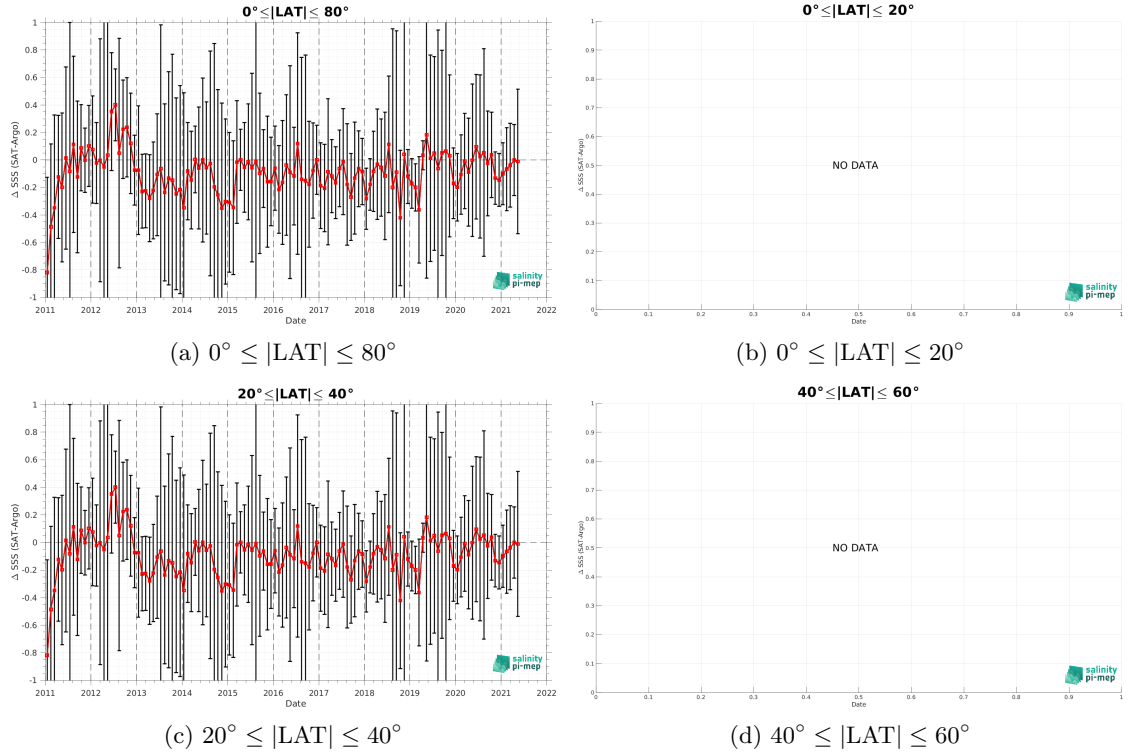 0°≤|LAT|≤ 80°
1
0.8
0.6
0.4
0.2
0
-0.2
-0.4
-0.6
-0.8
-1
Δ SSS (SAT-Argo)
2011 2012 2013 2014 2015 2016 2017 2018 2019 2020 2021 2022
Date
salinity
pi-mep
(a) 0° ≤ |LAT| ≤ 80°
0°≤|LAT|≤ 20°
1
0.9
0.8
0.7
0.6
0.5
0.4
0.3
0.2
0.1
0
Δ SSS (SAT-Argo)
NO DATA
0 0.1 0.2 0.3 0.4 0.5 0.6 0.7 0.8 0.9 1
Date
salinity
pi-mep
(b) 0° ≤ |LAT| ≤ 20°
20°≤|LAT|≤ 40°
1
0.8
0.6
0.4
0.2
0
-0.2
-0.4
-0.6
-0.8
-1
Δ SSS (SAT-Argo)
2011 2012 2013 2014 2015 2016 2017 2018 2019 2020 2021 2022
Date
salinity
pi-mep
(c) 20° ≤ |LAT| ≤ 40°
40°≤|LAT|≤ 60°
1
0.9
0.8
0.7
0.6
0.5
0.4
0.3
0.2
0.1
0
Δ SSS (SAT-Argo)
NO DATA
0 0.1 0.2 0.3 0.4 0.5 0.6 0.7 0.8 0.9 1
Date
salinity
pi-mep
(d) 40° ≤ |LAT| ≤ 60°